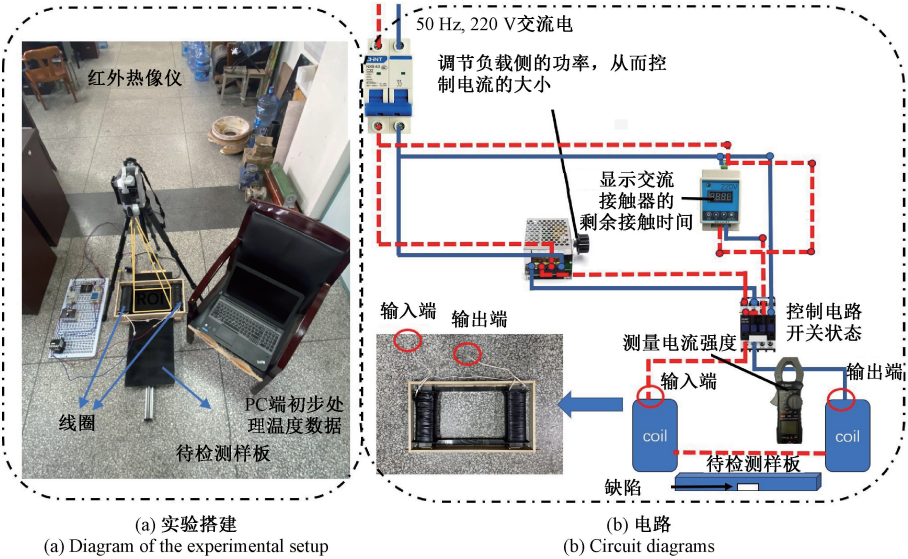 红外热像仪
ROI
线圈
PC端初步处
理温度数据
待检测样板
(a) 实验搭建
(a) Diagram of the experimental setup
50 Hz, 220 V交流电
调节负载侧的功率，从而控
制电流的大小
CHNT
显示交流
接触器的
剩余接触时间
控制电路
开关状态
测量电流强度
输入端
输出端
输入端
输出端
coil
coil
待检测样板
缺陷
(b) 电路
(b) Circuit diagrams